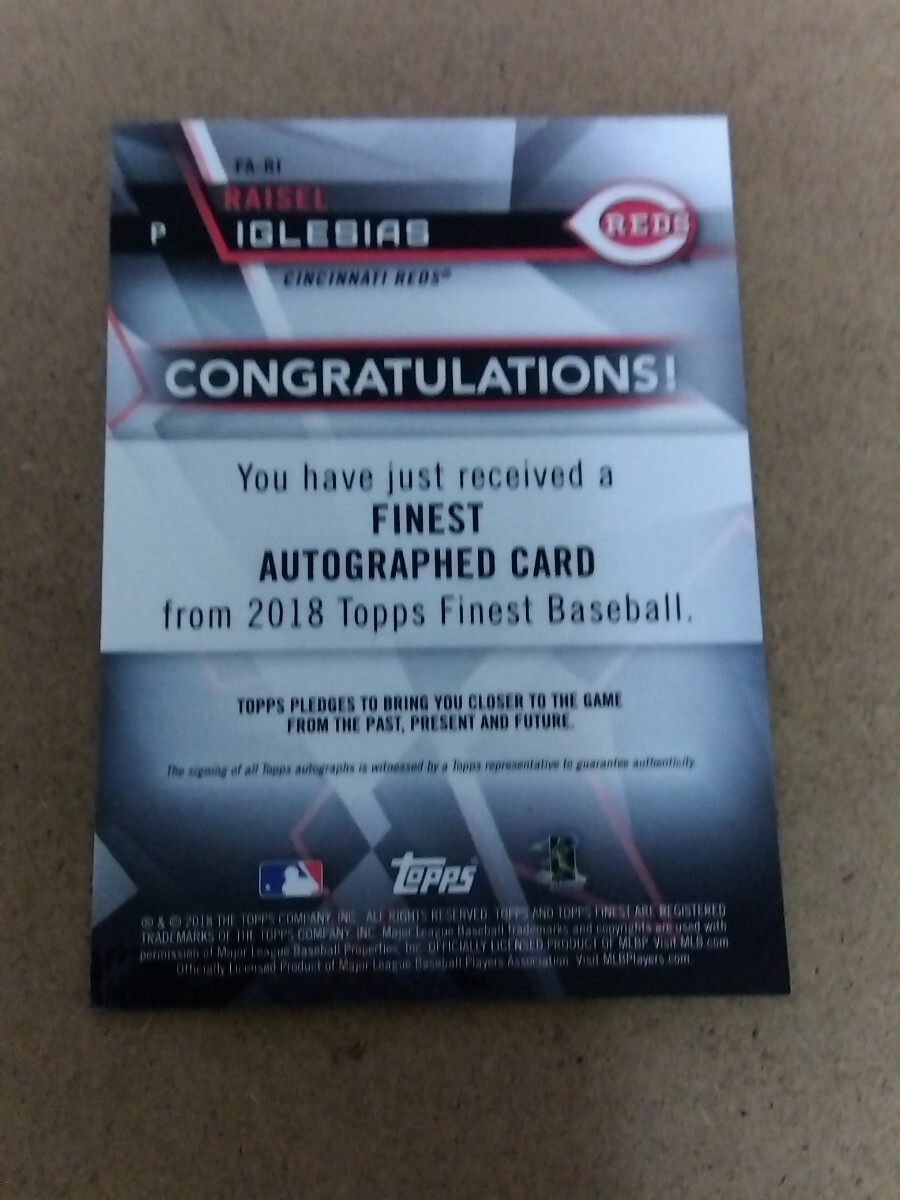 FA-RI
RAISEL
P IGLESIAS
REDS
CINCINNATI REDS®
CONGRATULATIONS!
You have just received a
FINEST
AUTOGRAPHED CARD
from 2018 Topps Finest Baseball.
TOPPS PLEDGES TO BRING YOU CLOSER TO THE GAME
FROM THE PAST, PRESENT AND FUTURE.
The signing of all Topps autographs is witnessed by a Topps representative to guarantee authenticity.
topps
® & © 2018 THE TOPPS COMPANY, INC. ALL RIGHTS RESERVED. TOPPS AND TOPPS FINEST ARE REGISTERED
TRADEMARKS OF THE TOPPS COMPANY, INC. Major League Baseball trademarks and copyrights are used with
permission of Major League Baseball Properties, Inc. OFFICIALLY LICENSED PRODUCT OF MLBP. Visit MLB.com
Officially Licensed Product of Major League Baseball Players Association. Visit MLBPlayers.com.